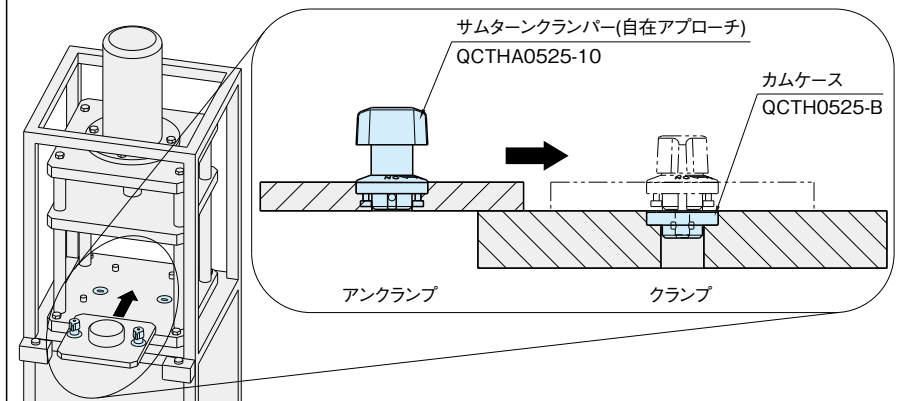 サムターンクランパー(自在アプローチ)
QCTHA0525-10
カムケース
QCTH0525-B
アンクランプ
クランプ